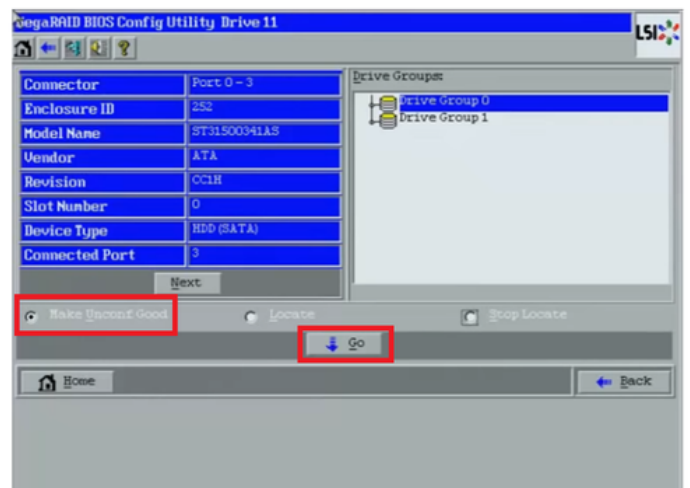 MegaRAID BIOS Config Utility Drive 11
LSI
Connector Port 0 - 3
Enclosure ID 252
Model Name ST31500341AS
Vendor ATA
Revision CC1H
Slot Number 0
Device Type HDD (SATA)
Connected Port 3
Next
Drive Groups:
Drive Group 0
Drive Group 1
Make Unconf Good Locate Stop Locate
Go
Home Back